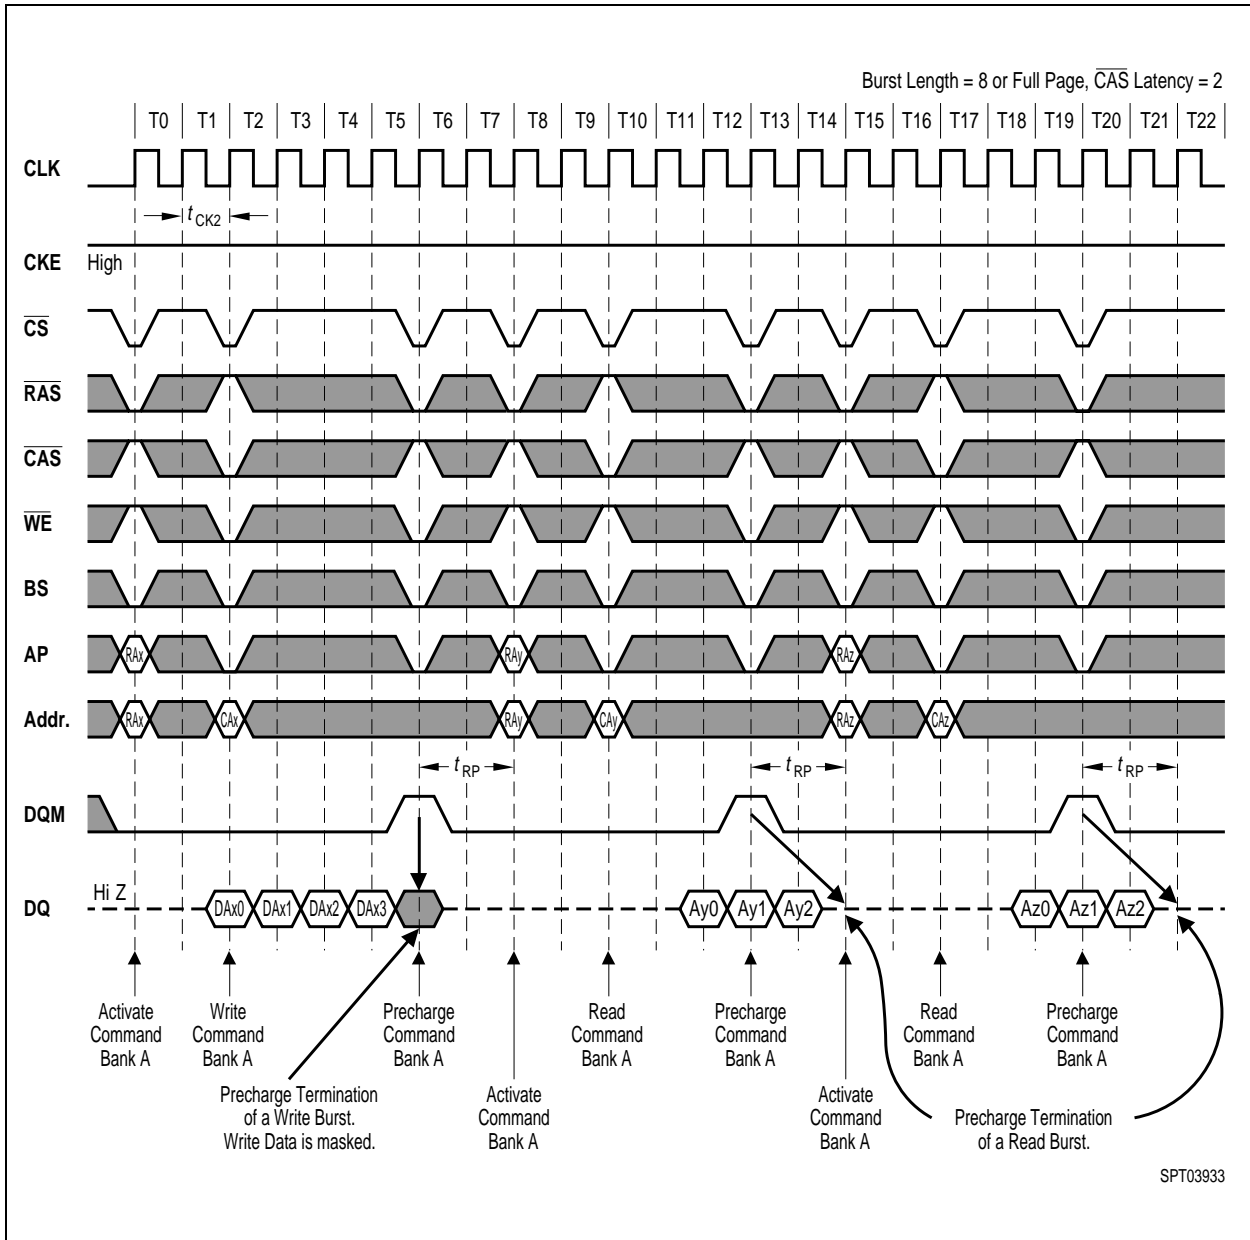 Burst Length = 8 or Full Page, CAS Latency = 2
T0 T1 T2 T3 T4 T5 T6 T7 T8 T9 T10 T11 T12 T13 T14 T15 T16 T17 T18 T19 T20 T21 T22
CLK
t CK2
CKE High
CS
RAS
CAS
WE
BS
AP RAx RAy RAz
Addr. RAx CAx RAy CAy RAz CAz
t RP t RP t RP
DQM
Hi Z
DQ DAx0 DAx1 DAx2 DAx3 Ay0 Ay1 Ay2 Az0 Az1 Az2
Activate
Command
Bank A
Write
Command
Bank A
Precharge
Command
Bank A
Read
Command
Bank A
Precharge
Command
Bank A
Read
Command
Bank A
Precharge
Command
Bank A
Precharge Termination
of a Write Burst.
Write Data is masked.
Activate
Command
Bank A
Activate
Command
Bank A
Precharge Termination
of a Read Burst.
SPT03933